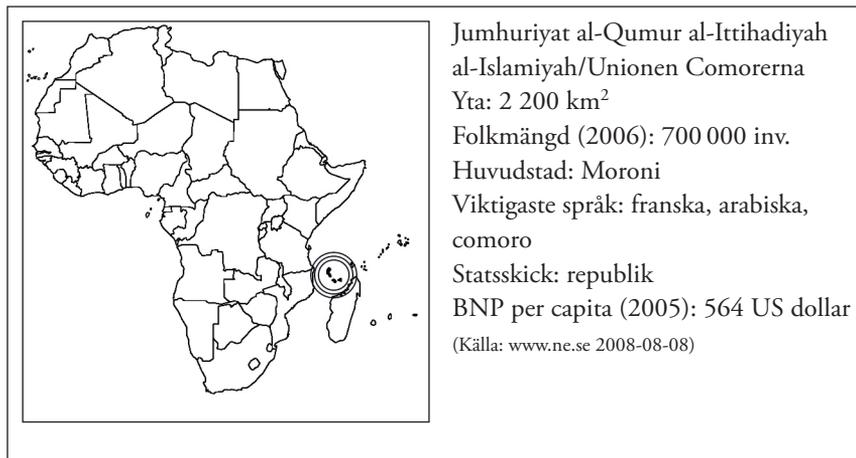 Jumhuriyat al-Qumur al-Ittihadiyah
al-Islamiyah/Unionen Comorerna
Yta: 2 200 km²
Folkmängd (2006): 700 000 inv.
Huvudstad: Moroni
Viktigaste språk: franska, arabiska,
comoro
Statsskick: republik
BNP per capita (2005): 564 US dollar
(Källa: www.ne.se 2008-08-08)